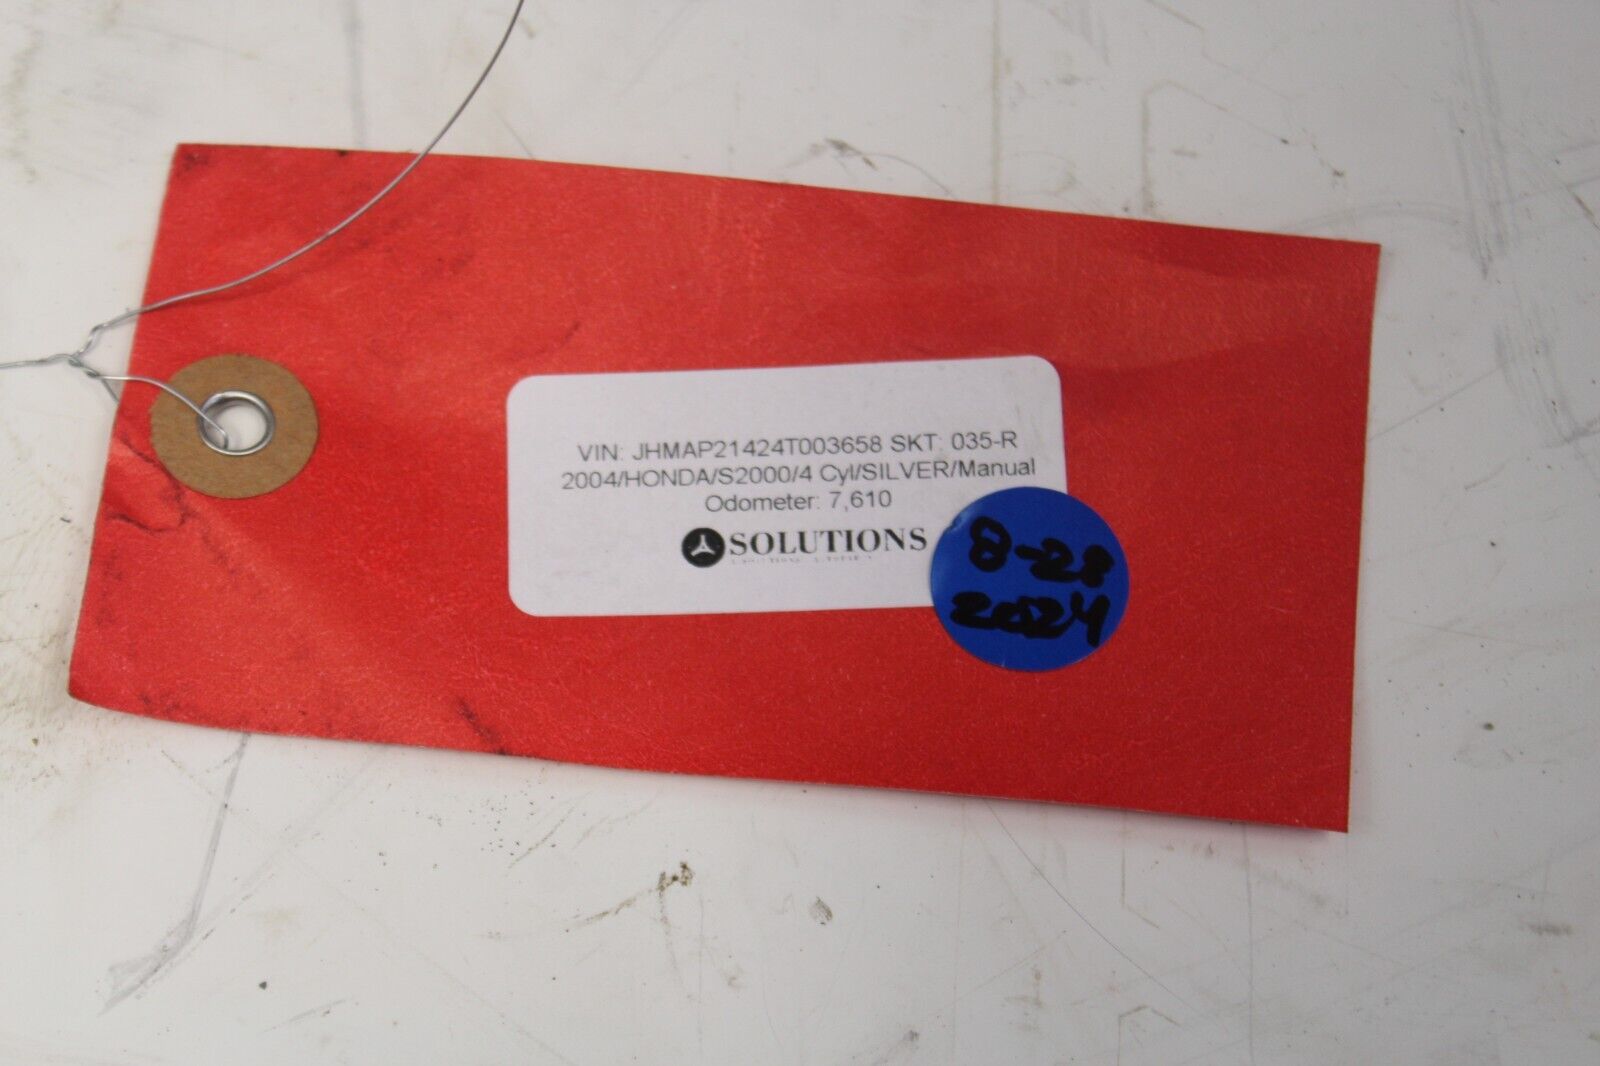 VIN: JHMAP21424T003658 SKT: 035-R
2004/HONDA/S2000/4 Cyl/SILVER/Manual
Odometer: 7,610
SOLUTIONS
8-28
2024